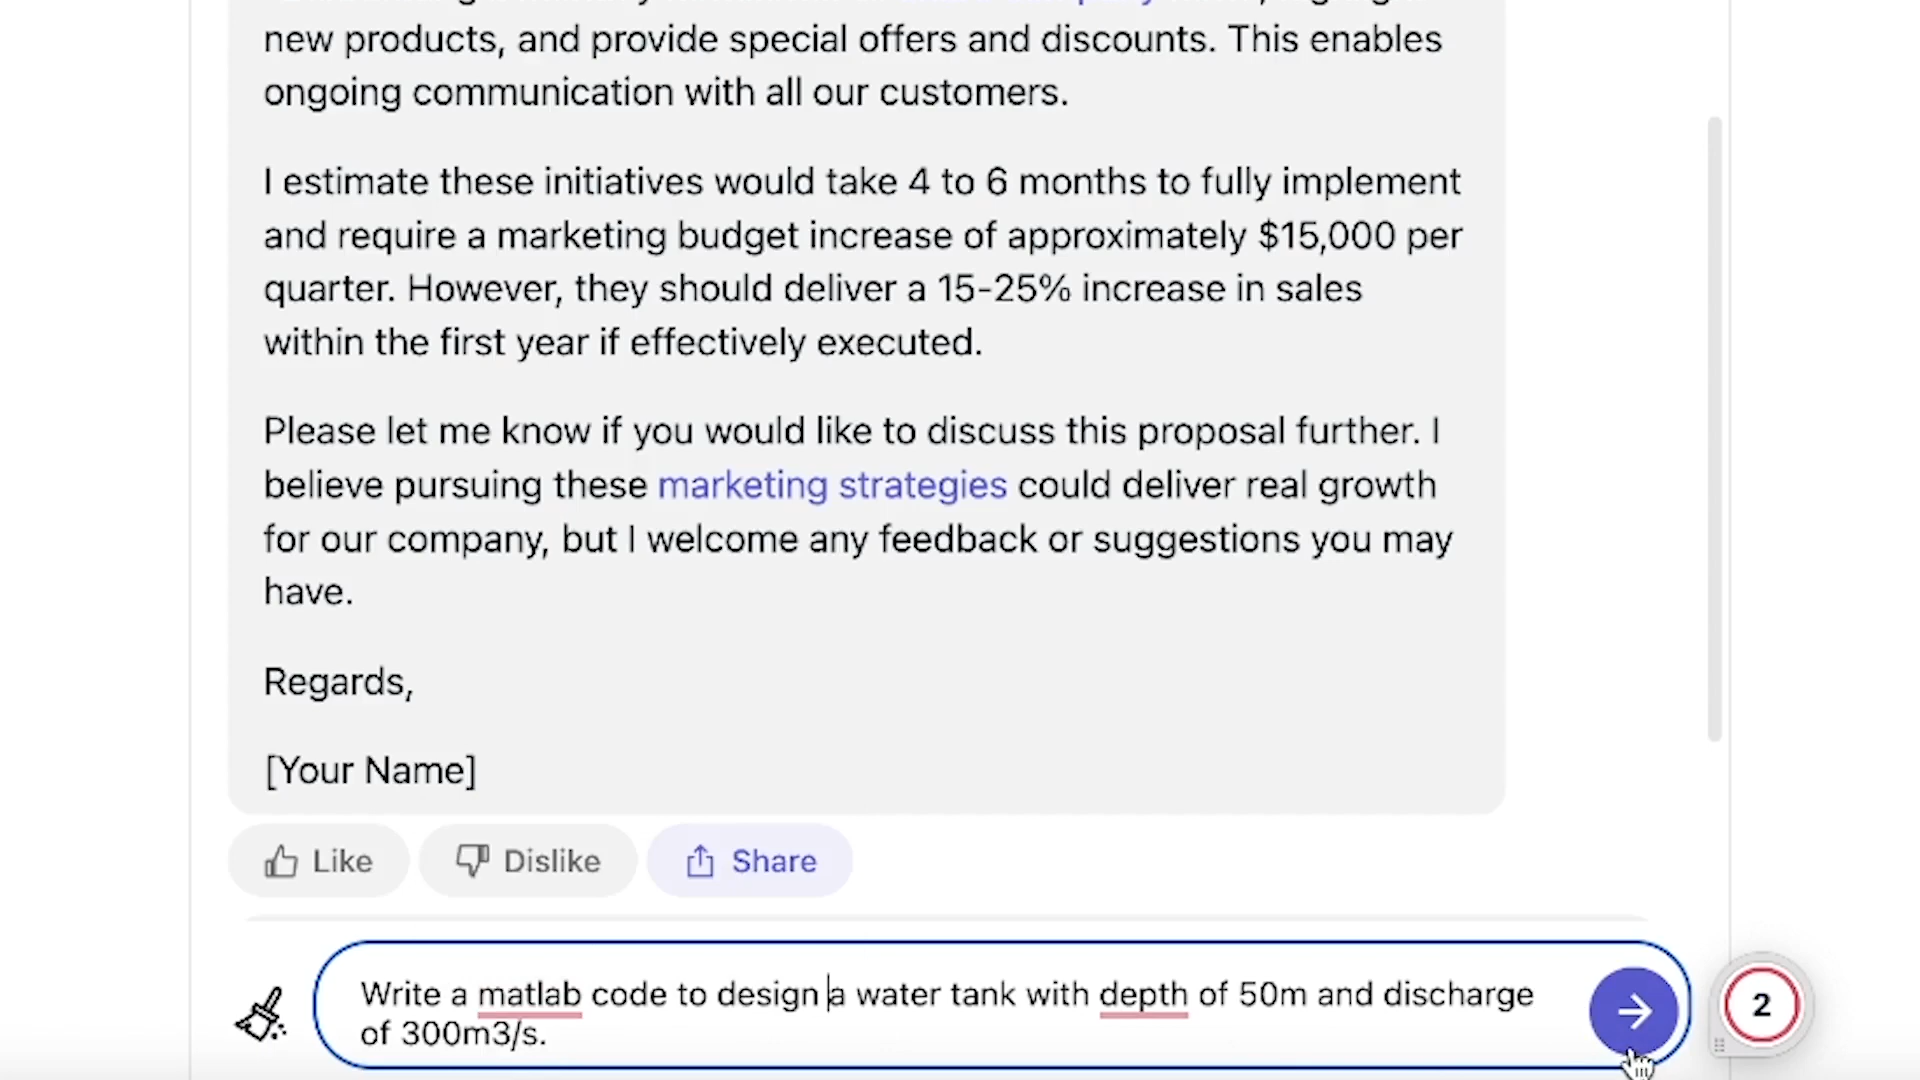 new products, and provide special offers and discounts. This enables
ongoing communication with all our customers.
I estimate these initiatives would take 4 to 6 months to fully implement
and require a marketing budget increase of approximately $15,000 per
quarter. However, they should deliver a 15-25% increase in sales
within the first year if effectively executed.
Please let me know if you would like to discuss this proposal further. I
believe pursuing these marketing strategies could deliver real growth
for our company, but I welcome any feedback or suggestions you may
have.
Regards,
[Your Name]
Like
Dislike
Share
Write a matlab code to design a water tank with depth of 50m and discharge
of 300m3/s.
2